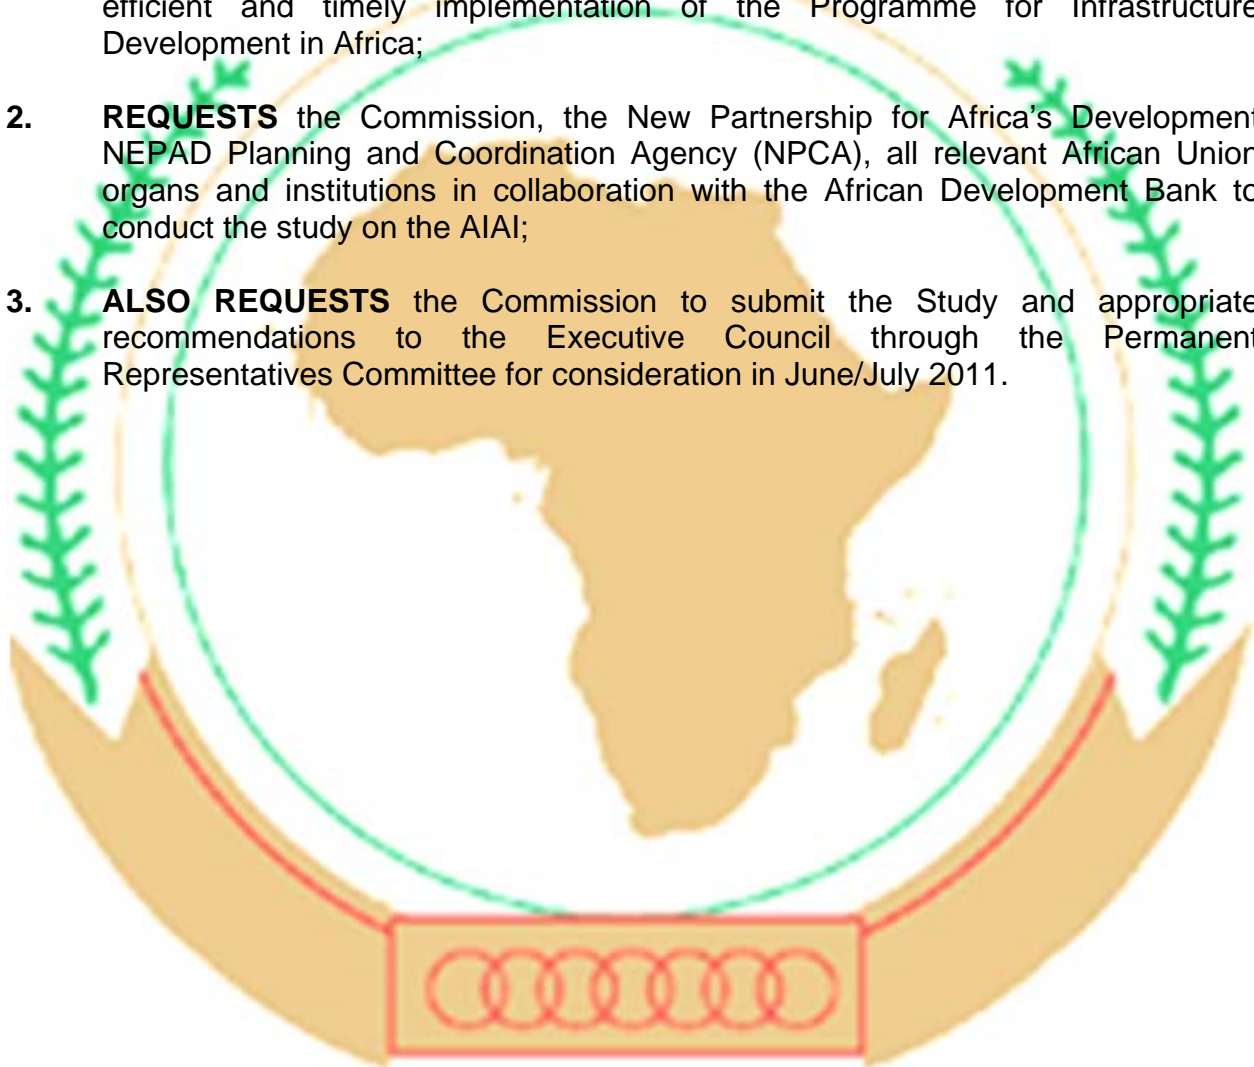 efficient and timely implementation of the Programme for Infrastructure
Development in Africa;
2. REQUESTS the Commission, the New Partnership for Africa’s Development
NEPAD Planning and Coordination Agency (NPCA), all relevant African Union
organs and institutions in collaboration with the African Development Bank to
conduct the study on the AIAI;
3. ALSO REQUESTS the Commission to submit the Study and appropriate
recommendations to the Executive Council through the Permanent
Representatives Committee for consideration in June/July 2011.